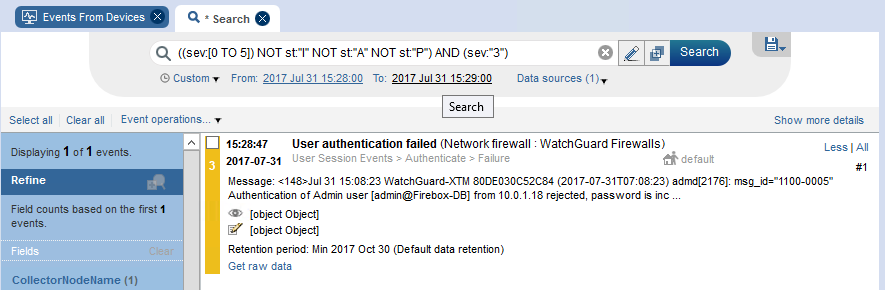 Events From Devices
* Search
((sev:[0 TO 5]) NOT st:"I" NOT st:"A" NOT st:"P") AND (sev:"3")
Search
Custom
From: 2017 Jul 31 15:28:00
To: 2017 Jul 31 15:29:00
Data sources (1)
Search
Select all
Clear all
Event operations...
Show more details
Displaying 1 of 1 events.
Refine
Field counts based on the first 1
events.
Fields
Clear
CollectorNodeName (1)
3
15:28:47
2017-07-31
User authentication failed (Network firewall : WatchGuard Firewalls)
User Session Events > Authenticate > Failure
default
Less | All
#1
Message: <148>Jul 31 15:08:23 WatchGuard-XTM 80DE030C52C84 (2017-07-31T07:08:23) admd[2176]: msg_id="1100-0005"
Authentication of Admin user [admin@Firebox-DB] from 10.0.1.18 rejected, password is inc ...
[object Object]
[object Object]
Retention period: Min 2017 Oct 30 (Default data retention)
Get raw data